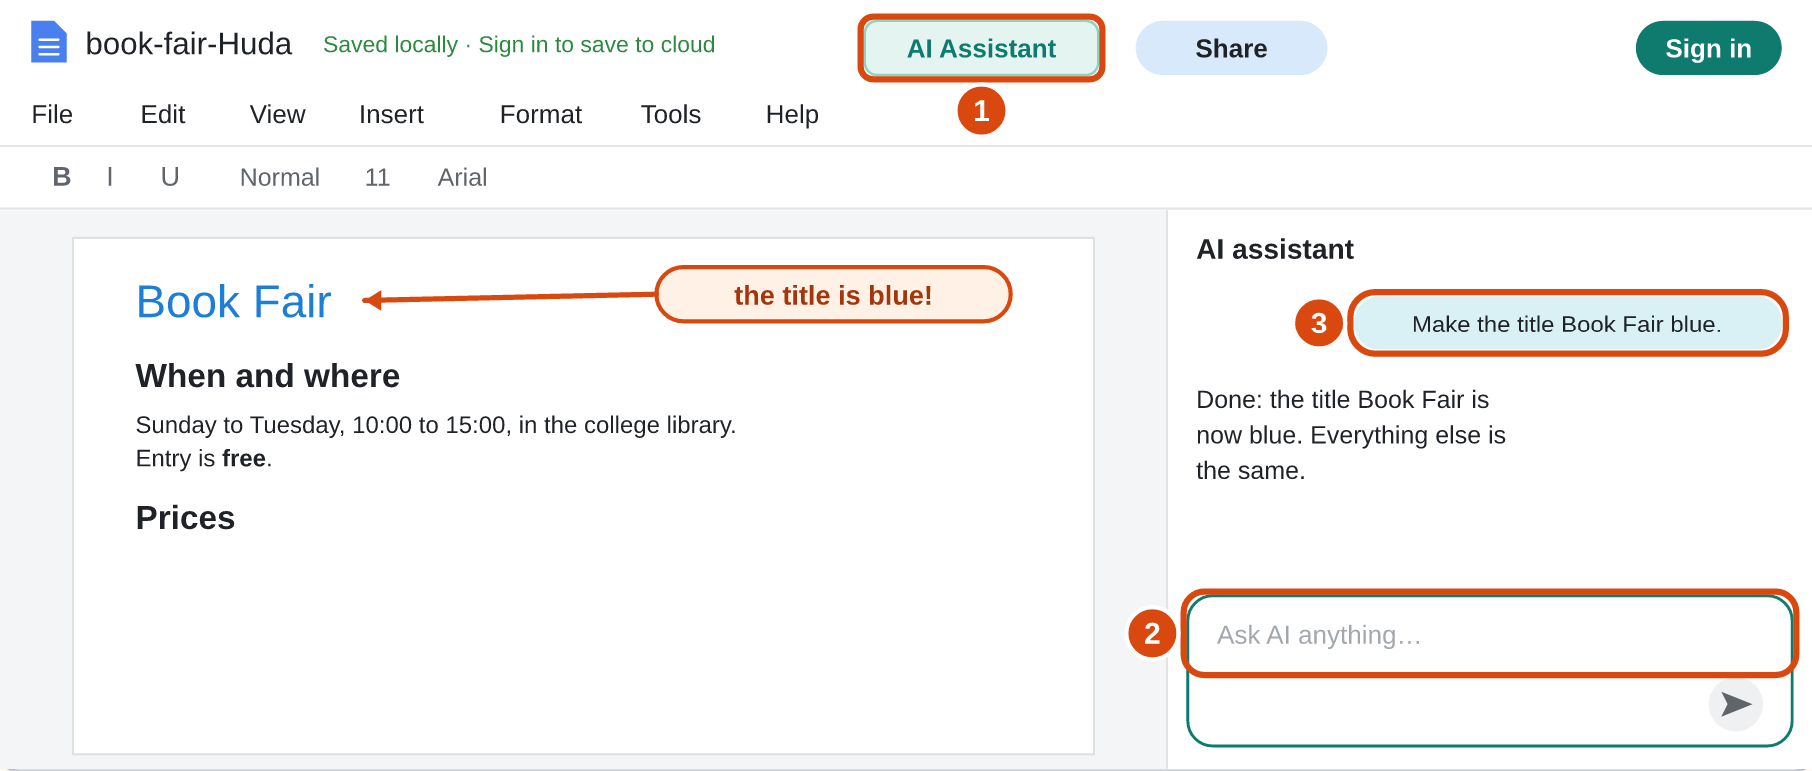 book-fair-Huda
Saved locally · Sign in to save to cloud
AI Assistant
Share
Sign in
1
File Edit View Insert Format Tools Help
B I U Normal 11 Arial
Book Fair
the title is blue!
When and where
Sunday to Tuesday, 10:00 to 15:00, in the college library.
Entry is free.
Prices
AI assistant
3
Make the title Book Fair blue.
Done: the title Book Fair is
now blue. Everything else is
the same.
2
Ask AI anything…